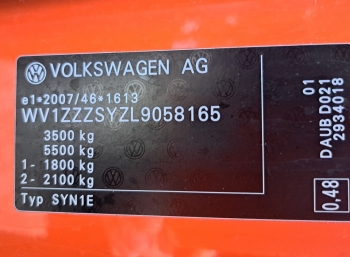 VOLKSWAGEN AG
e1*2007/46*1613
WV1ZZZSYZL9058165
3500 kg
5500 kg
1- 1800 kg
2- 2100 kg
Typ SYN1E
01
DAUB D021
2934018
0,48